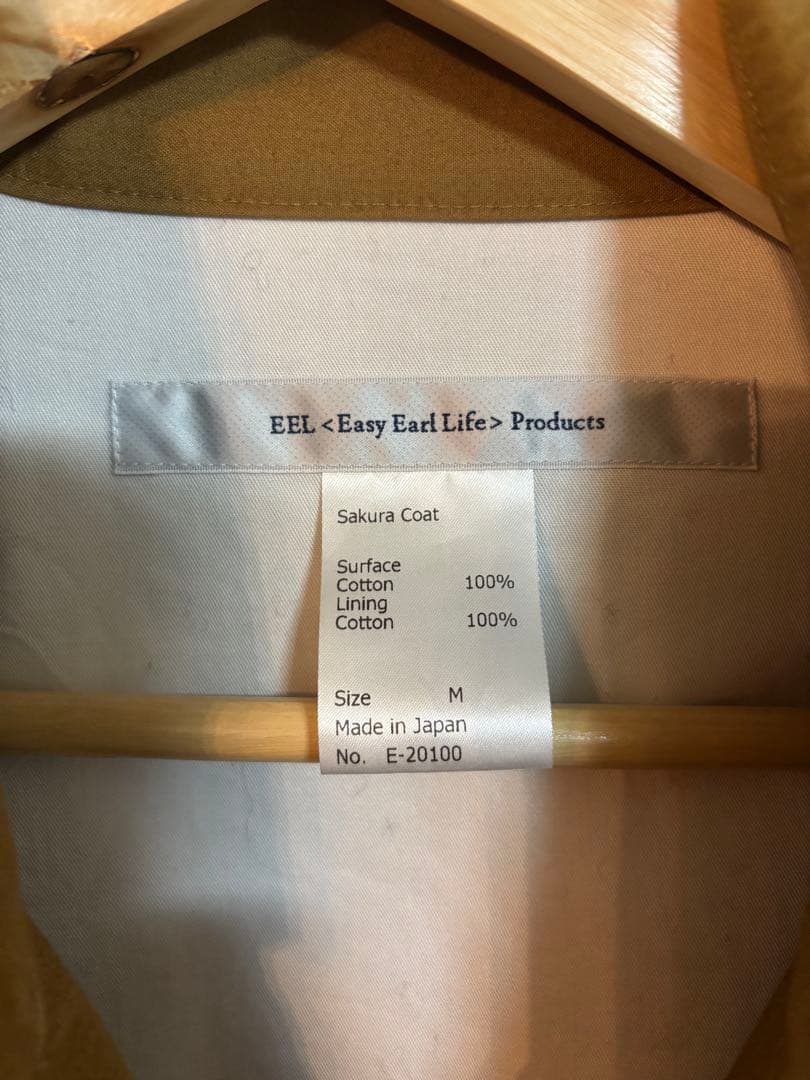 EEL <Easy Earl Life> Products
Sakura Coat
Surface
Cotton 100%
Lining
Cotton 100%
Size M
Made in Japan
No. E-20100